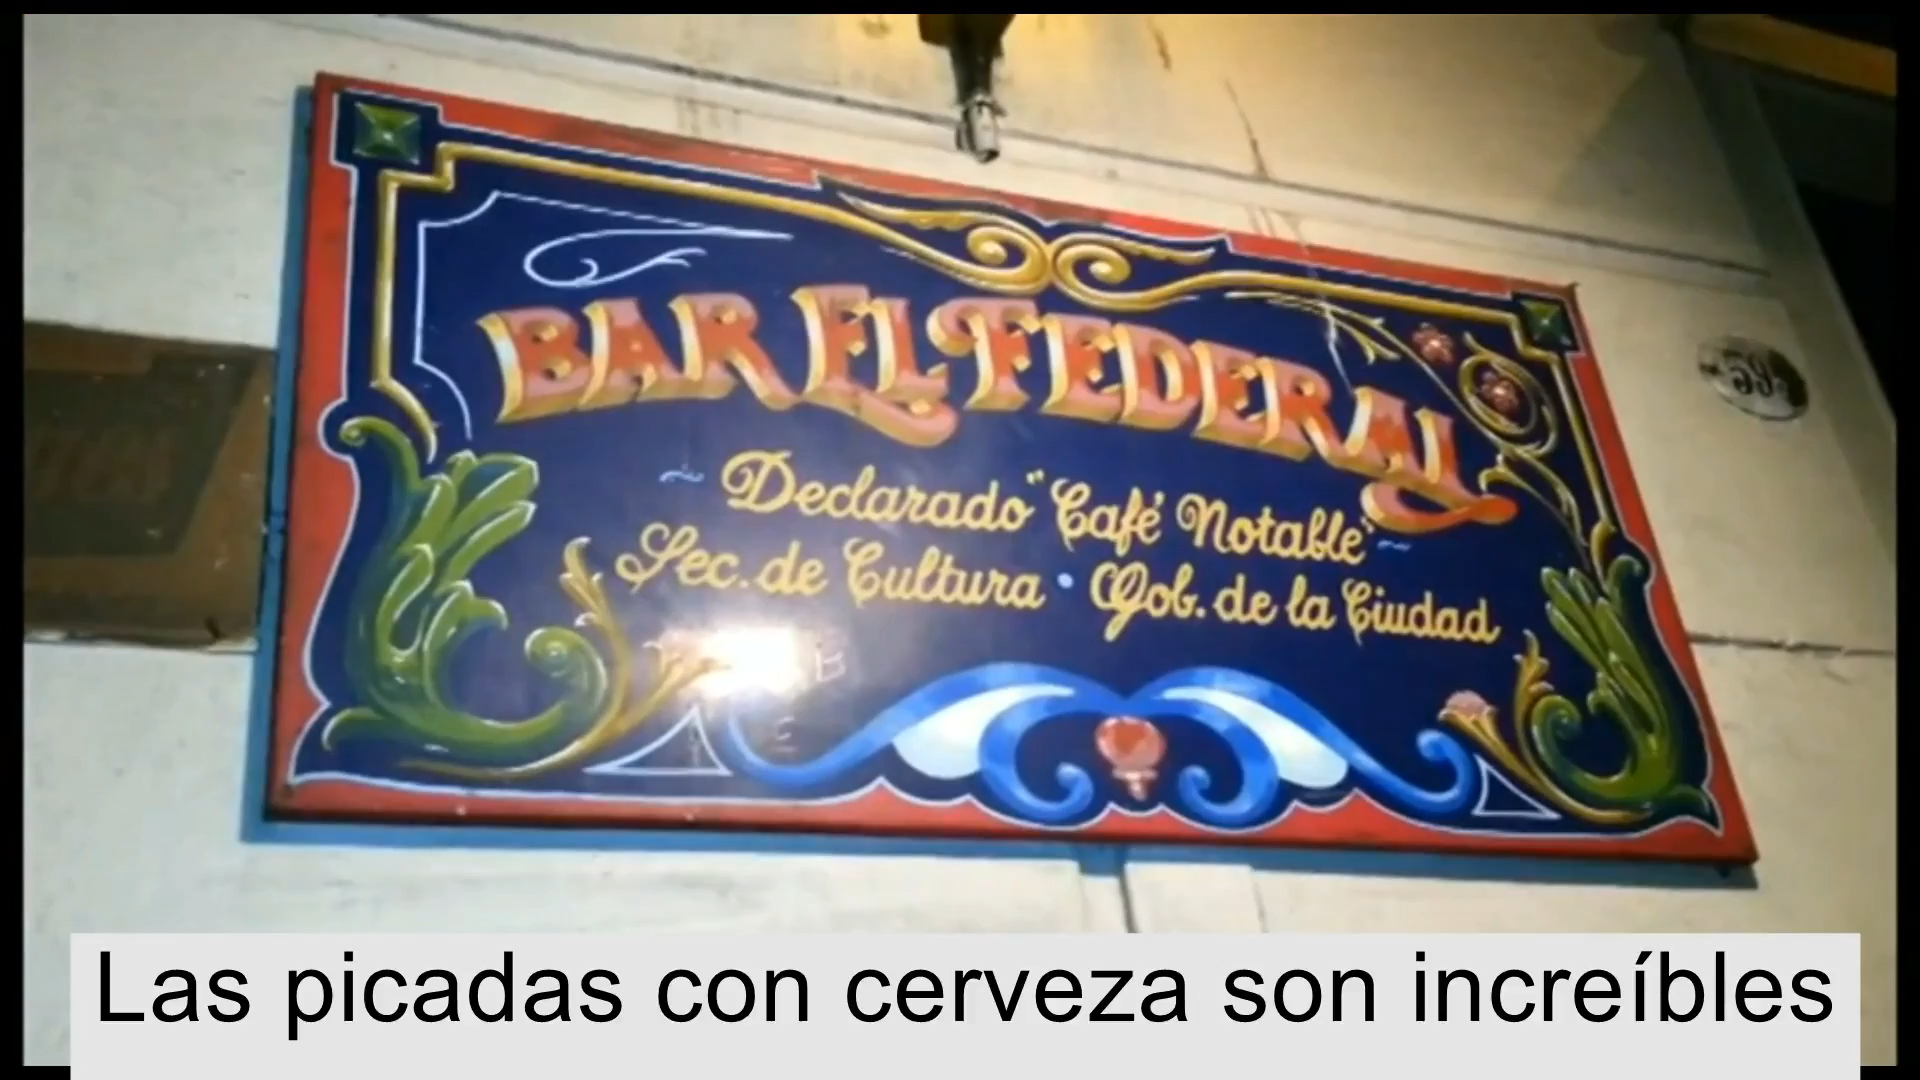 BAR EL FEDERAL
Declarado "Café Notable"
Sec. de Cultura • Gob. de la Ciudad
Las picadas con cerveza son increíbles